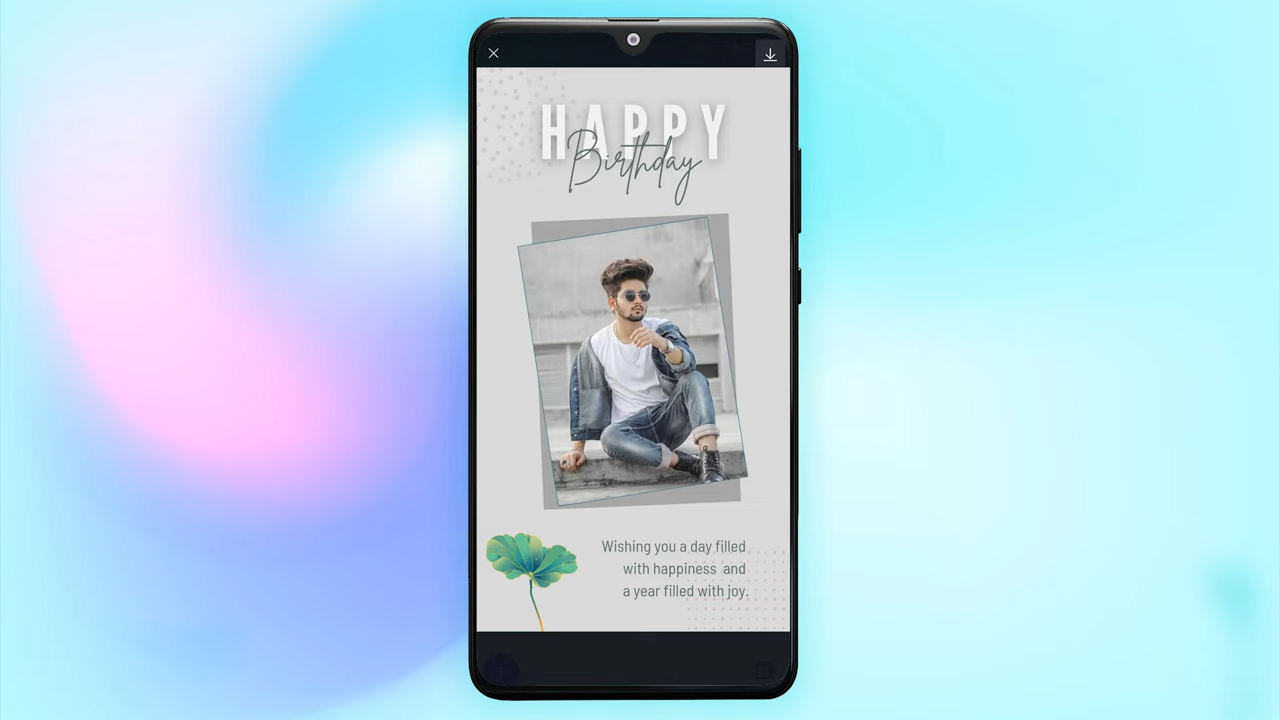 HAPPY
Birthday
Wishing you a day filled
with happiness and
a year filled with joy.